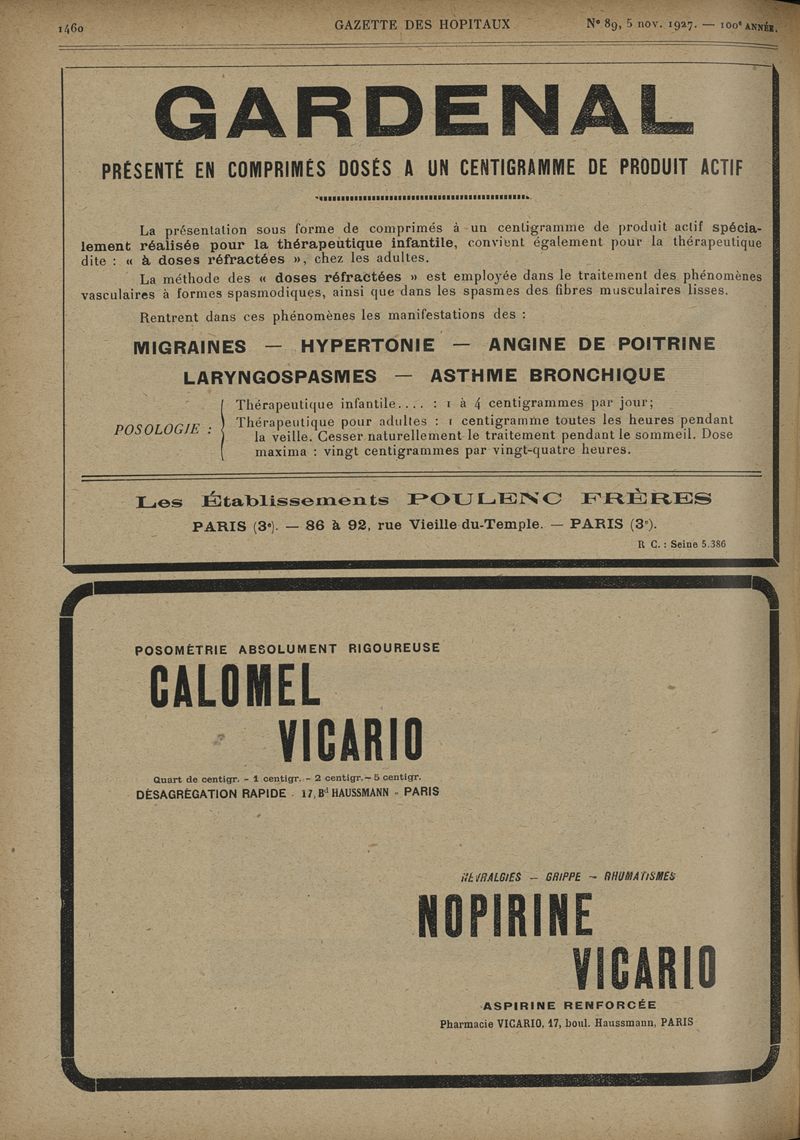 1460
GAZETTE DES HOPITAUX
N° 89, 5 nov. 1927. — 100e ANNÉE.
GARDENAL
PRÉSENTÉ EN COMPRIMÉS DOSÉS A UN CENTIGRAMME DE PRODUIT ACTIF
La présentation sous forme de comprimés à un centigramme de produit actif spécia-
lement réalisée pour la thérapeutique infantile, convient également pour la thérapeutique
dite : « à doses réfractées », chez les adultes.
La méthode des « doses réfractées » est employée dans le traitement des phénomènes
vasculaires à formes spasmodiques, ainsi que dans les spasmes des fibres musculaires lisses.
Rentrent dans ces phénomènes les manifestations des :
MIGRAINES — HYPERTONIE — ANGINE DE POITRINE
LARYNGOSPASMES — ASTHME BRONCHIQUE
POSOLOGIE :
Thérapeutique infantile.... : 1 à 4 centigrammes par jour;
Thérapeutique pour adultes : 1 centigramme toutes les heures pendant
la veille. Cesser naturellement le traitement pendant le sommeil. Dose
maxima : vingt centigrammes par vingt-quatre heures.
Les Établissements POULENC FRÈRES
PARIS (3e). — 86 à 92, rue Vieille du-Temple. — PARIS (3e).
R C. : Seine 5.386
POSOMÉTRIE ABSOLUMENT RIGOUREUSE
CALOMEL
VICARIO
Quart de centigr. - 1 centigr. - 2 centigr. - 5 centigr.
DÉSAGRÉGATION RAPIDE - 17, Bd HAUSSMANN - PARIS
NÉVRALGIES — GRIPPE — RHUMATISMES
NOPIRINE
VICARIO
ASPIRINE RENFORCÉE
Pharmacie VICARIO, 17, boul. Haussmann, PARIS